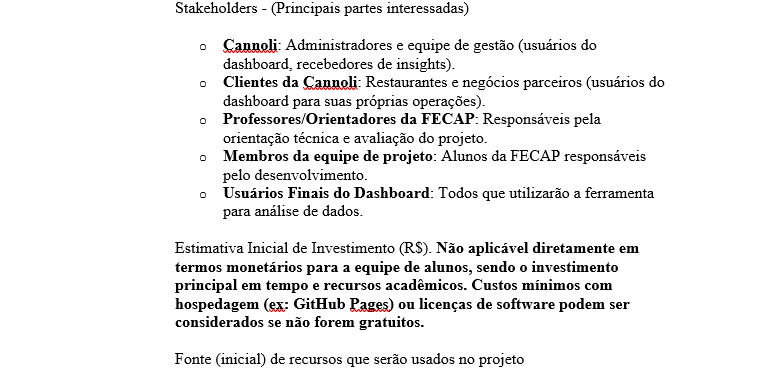 Stakeholders - (Principais partes interessadas)
o Cannoli: Administradores e equipe de gestão (usuários do
dashboard, recebedores de insights).
o Clientes da Cannoli: Restaurantes e negócios parceiros (usuários do
dashboard para suas próprias operações).
o Professores/Orientadores da FECAP: Responsáveis pela
orientação técnica e avaliação do projeto.
o Membros da equipe de projeto: Alunos da FECAP responsáveis
pelo desenvolvimento.
o Usuários Finais do Dashboard: Todos que utilizarão a ferramenta
para análise de dados.
Estimativa Inicial de Investimento (R$). Não aplicável diretamente em
termos monetários para a equipe de alunos, sendo o investimento
principal em tempo e recursos acadêmicos. Custos mínimos com
hospedagem (ex: GitHub Pages) ou licenças de software podem ser
considerados se não forem gratuitos.
Fonte (inicial) de recursos que serão usados no projeto